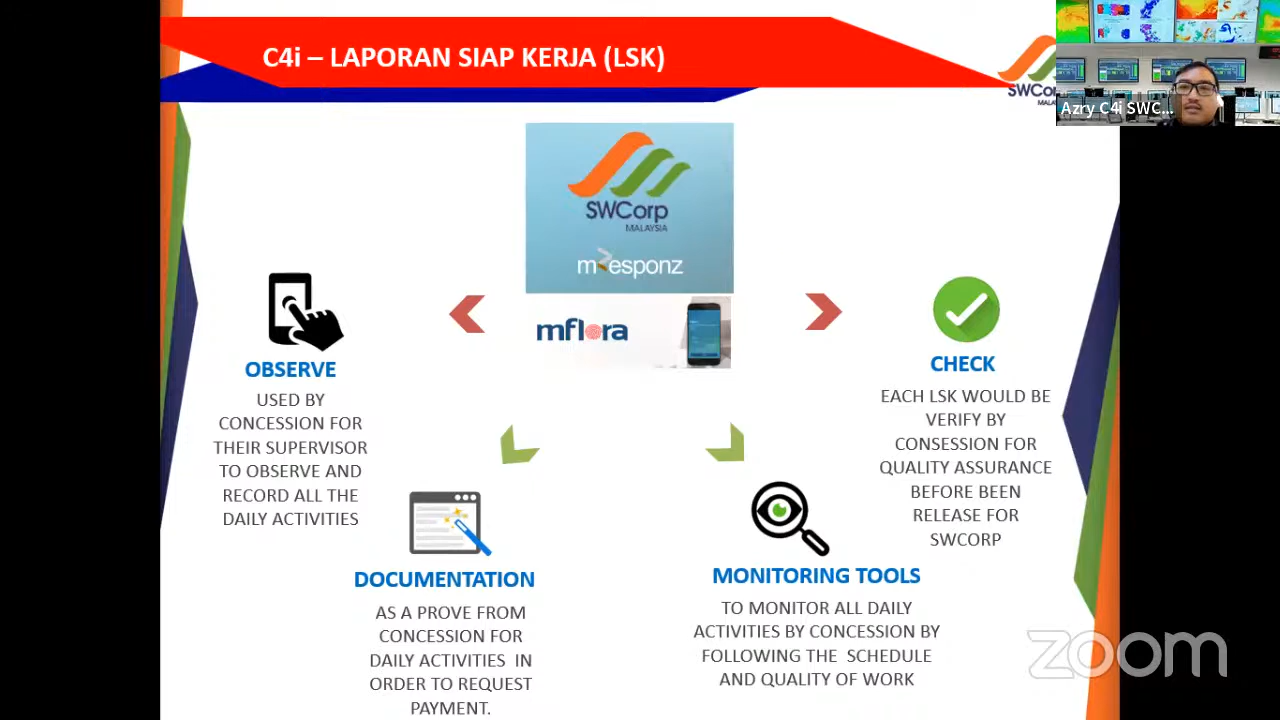 C4i – LAPORAN SIAP KERJA (LSK)
SWCorp
MALAYSIA
Azry C4i SWC...
SWCorp
MALAYSIA
mResponz
mflora
OBSERVE
USED BY
CONCESSION FOR
THEIR SUPERVISOR
TO OBSERVE AND
RECORD ALL THE
DAILY ACTIVITIES
CHECK
EACH LSK WOULD BE
VERIFY BY
CONSESSION FOR
QUALITY ASSURANCE
BEFORE BEEN
RELEASE FOR
SWCORP
DOCUMENTATION
AS A PROVE FROM
CONCESSION FOR
DAILY ACTIVITIES IN
ORDER TO REQUEST
PAYMENT.
MONITORING TOOLS
TO MONITOR ALL DAILY
ACTIVITIES BY CONCESSION BY
FOLLOWING THE SCHEDULE
AND QUALITY OF WORK
zoom